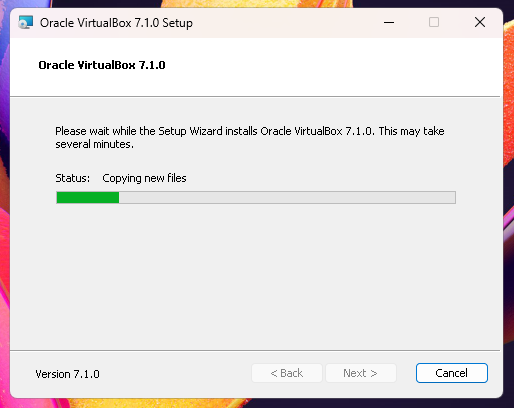 Oracle VirtualBox 7.1.0 Setup
Oracle VirtualBox 7.1.0
Please wait while the Setup Wizard installs Oracle VirtualBox 7.1.0. This may take
several minutes.
Status: Copying new files
Version 7.1.0
< Back
Next >
Cancel